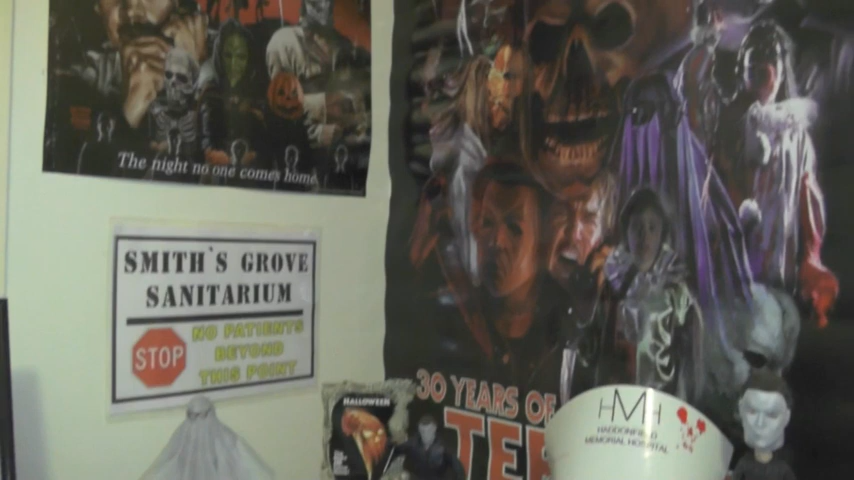 The night no one comes home
SMITH`S GROVE
SANITARIUM
STOP
NO PATIENTS
BEYOND
THIS POINT
HALLOWEEN
30 YEARS OF
HMH
HADDONFIELD
MEMORIAL HOSPITAL